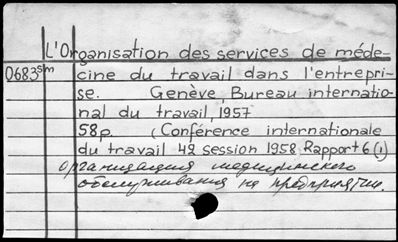 L'Organisation des services de méde-
0683sm cine du travail dans l'entrepri-
se. Genève, Bureau internatio-
nal du travail, 1957
58p. (Conférence internationale
du travail 42 session 1958, Rapport 6 (1)
организация медицинского
обслуживания на предприятии.